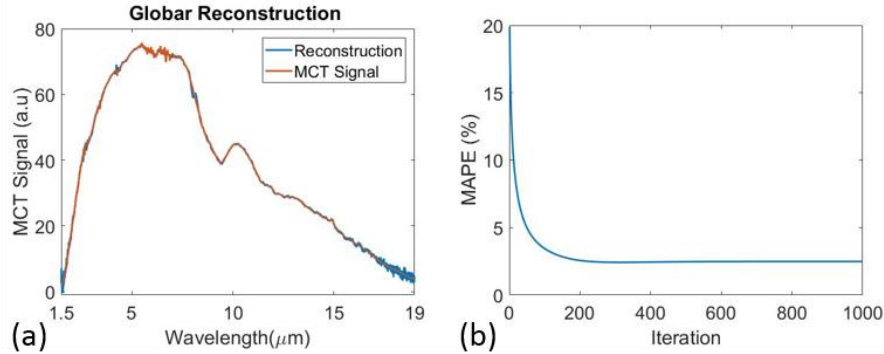 Globar Reconstruction
80
60
40
20
0
MCT Signal (a.u)
Reconstruction
MCT Signal
1.5 5 10 15 19
Wavelength(μm)
(a)
20
15
10
5
0
MAPE (%)
0 200 400 600 800 1000
Iteration
(b)